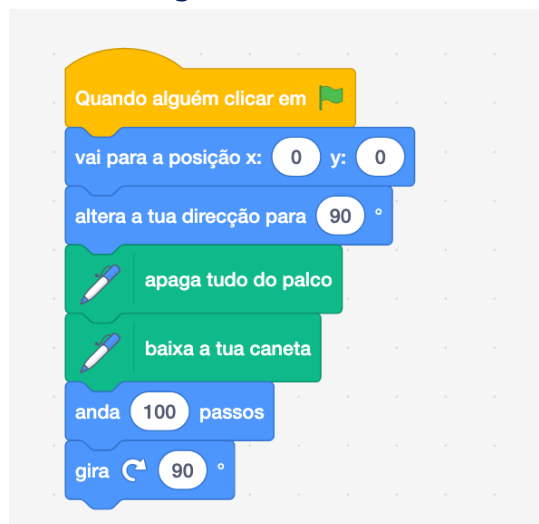 Quando alguém clicar em
vai para a posição x: 0 y: 0
altera a tua direcção para 90 °
apaga tudo do palco
baixa a tua caneta
anda 100 passos
gira 90 °